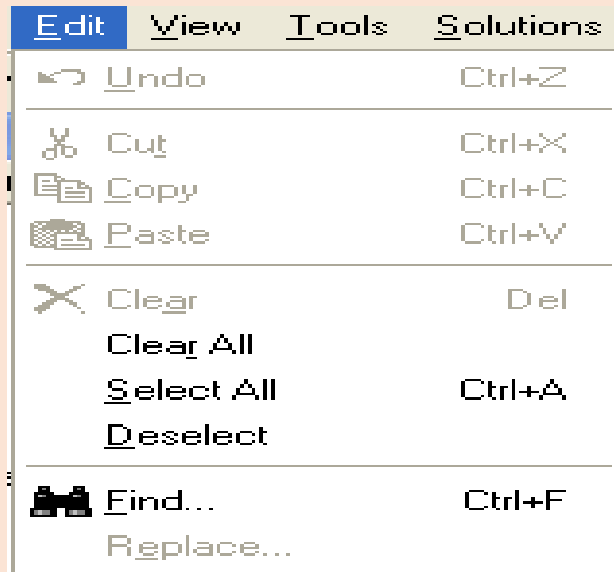 Edit View Tools Solutions
Undo Ctrl+Z
Cut Ctrl+X
Copy Ctrl+C
Paste Ctrl+V
Clear Del
Clear All
Select All Ctrl+A
Deselect
Find... Ctrl+F
Replace...